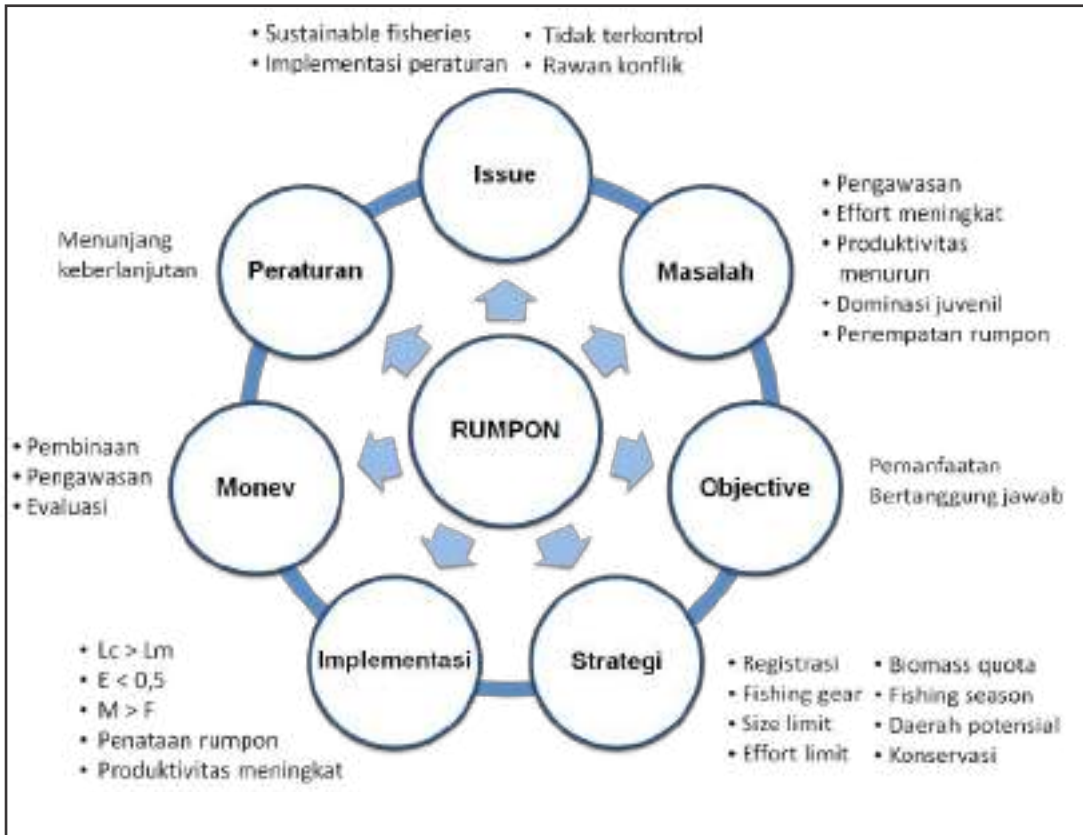 • Sustainable fisheries
• Implementasi peraturan
• Tidak terkontrol
• Rawan konflik
Issue
• Pengawasan
• Effort meningkat
• Produktivitas
menurun
• Dominasi juvenil
• Penempatan rumpon
Masalah
Menunjang
keberlanjutan
Peraturan
RUMPON
• Pembinaan
• Pengawasan
• Evaluasi
Monev
Objective
Pemanfaatan
Bertanggung jawab
Implementasi
Strategi
• Lc > Lm
• E < 0,5
• M > F
• Penataan rumpon
• Produktivitas meningkat
• Registrasi
• Fishing gear
• Size limit
• Effort limit
• Biomass quota
• Fishing season
• Daerah potensial
• Konservasi